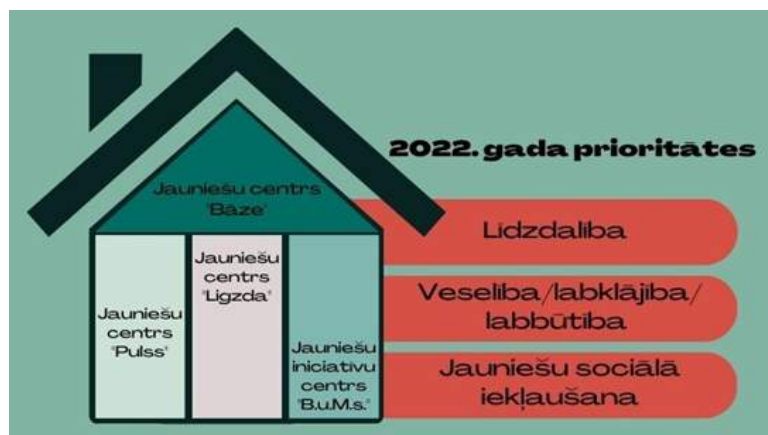 2022. gada prioritātes
Jauniešu centrs
"Bāze"
Jauniešu
centrs
"Pulss"
Jauniešu
centrs
"Ligzda"
Jauniešu
iniciatīvu
centrs
"B.u.M.s."
Līdzdalība
Veselība/labklājība/
labbūtība
Jauniešu sociālā
iekļaušana